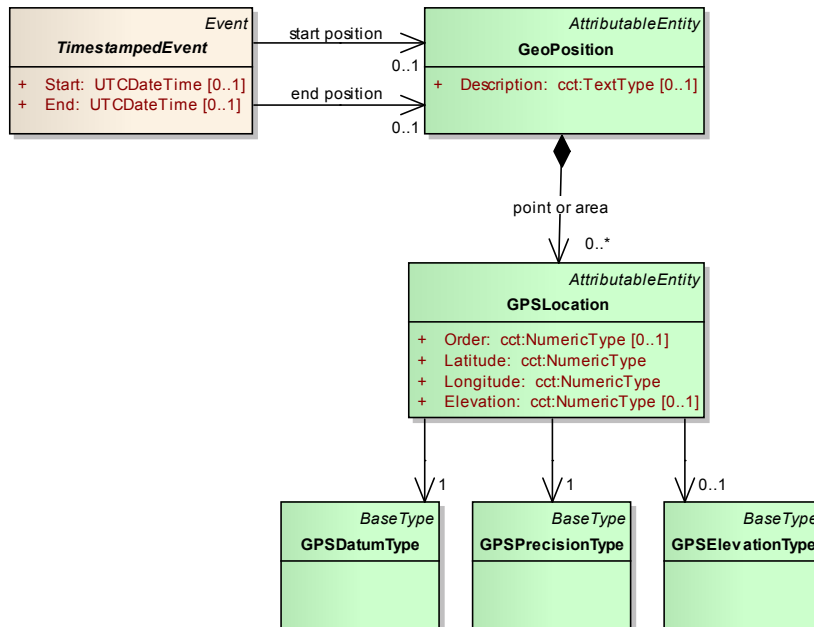 Event
TimestampedEvent
+ Start: UTCDateTime [0..1]
+ End: UTCDateTime [0..1]
start position
0..1
end position
0..1
AttributableEntity
GeoPosition
+ Description: cct:TextType [0..1]
point or area
0..*
AttributableEntity
GPSLocation
+ Order: cct:NumericType [0..1]
+ Latitude: cct:NumericType
+ Longitude: cct:NumericType
+ Elevation: cct:NumericType [0..1]
1
1
0..1
BaseType
GPSDatumType
BaseType
GPSPrecisionType
BaseType
GPSElevationType